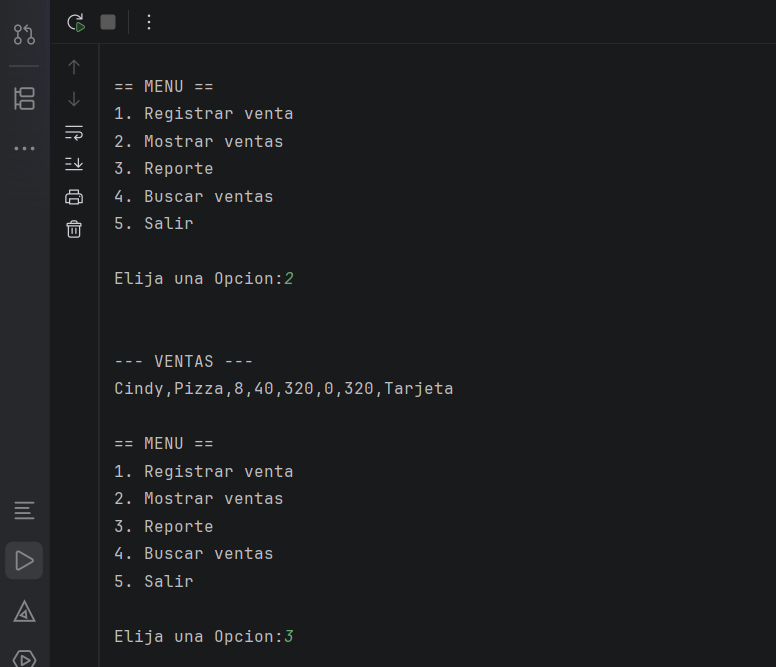 == MENU ==
1. Registrar venta
2. Mostrar ventas
3. Reporte
4. Buscar ventas
5. Salir
Elija una Opcion:2
--- VENTAS ---
Cindy,Pizza,8,40,320,0,320,Tarjeta
== MENU ==
1. Registrar venta
2. Mostrar ventas
3. Reporte
4. Buscar ventas
5. Salir
Elija una Opcion:3